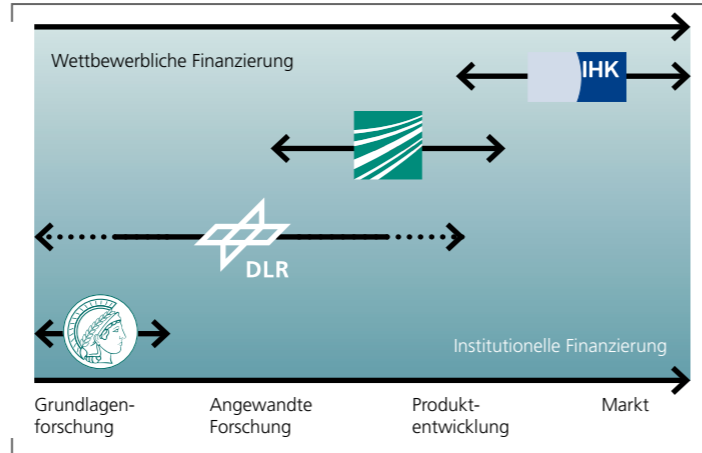 Wettbewerbliche Finanzierung
IHK
DLR
Institutionelle Finanzierung
Grundlagen-
forschung
Angewandte
Forschung
Produkt-
entwicklung
Markt